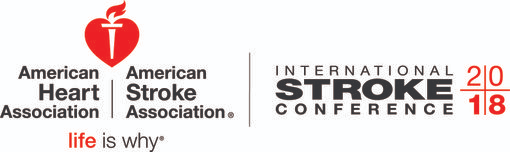 American
Heart
Association
American
Stroke
Association®
life is why®
INTERNATIONAL
STROKE
CONFERENCE
20
18